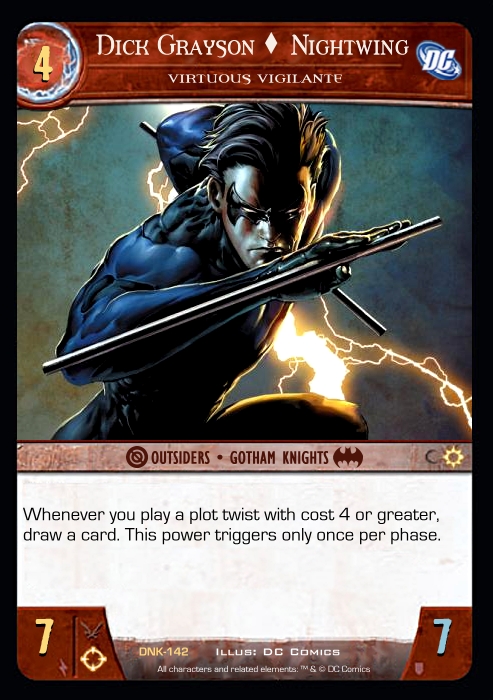 4
Dick Grayson ♦ Nightwing
DC
Virtuous Vigilante
Outsiders • Gotham Knights
C
Whenever you play a plot twist with cost 4 or greater,
draw a card. This power triggers only once per phase.
7
7
DNK-142 Illus: DC Comics
All characters and related elements: ™ & © DC Comics